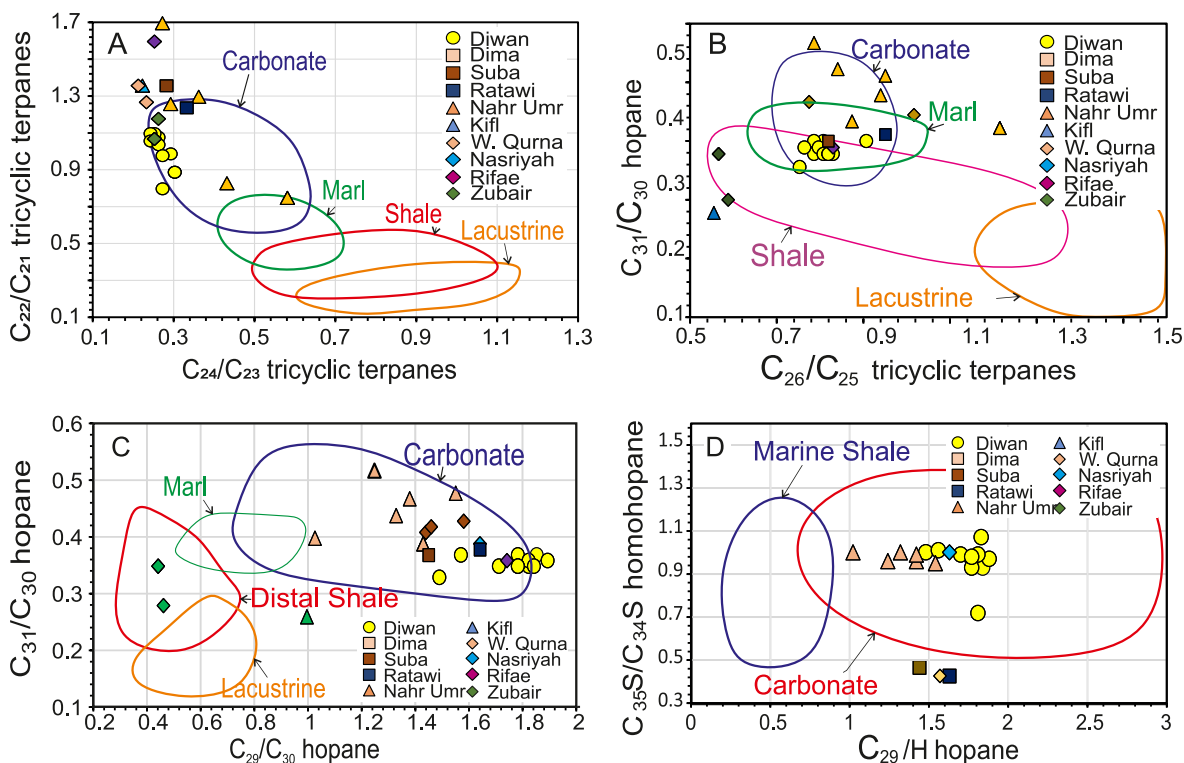 A
1.7
1.3
0.9
0.5
0.1
C22/C21 tricyclic terpanes
0.1 0.3 0.5 0.7 0.9 1.1 1.3
C24/C23 tricyclic terpanes
Carbonate
Marl
Shale
Lacustrine
Diwan
Dima
Suba
Ratawi
Nahr Umr
Kifl
W. Qurna
Nasriyah
Rifae
Zubair
B
0.5
0.4
0.3
0.2
0.1
C31/C30 hopane
0.5 0.7 0.9 1.1 1.3 1.5
C26/C25 tricyclic terpanes
Carbonate
Marl
Shale
Lacustrine
Diwan
Dima
Suba
Ratawi
Nahr Umr
Kifl
W. Qurna
Nasriyah
Rifae
Zubair
C
0.6
0.5
0.4
0.3
0.2
0.1
C31/C30 hopane
0.2 0.4 0.6 0.8 1 1.2 1.4 1.6 1.8 2
C29/C30 hopane
Carbonate
Marl
Distal Shale
Lacustrine
Diwan
Dima
Suba
Ratawi
Nahr Umr
Kifl
W. Qurna
Nasriyah
Rifae
Zubair
D
1.5
1.3
1.1
0.9
0.7
0.5
0.3
C35S/C34S homohopane
0 0.5 1 1.5 2 2.5 3
C29/H hopane
Marine Shale
Carbonate
Diwan
Dima
Suba
Ratawi
Nahr Umr
Kifl
W. Qurna
Nasriyah
Rifae
Zubair